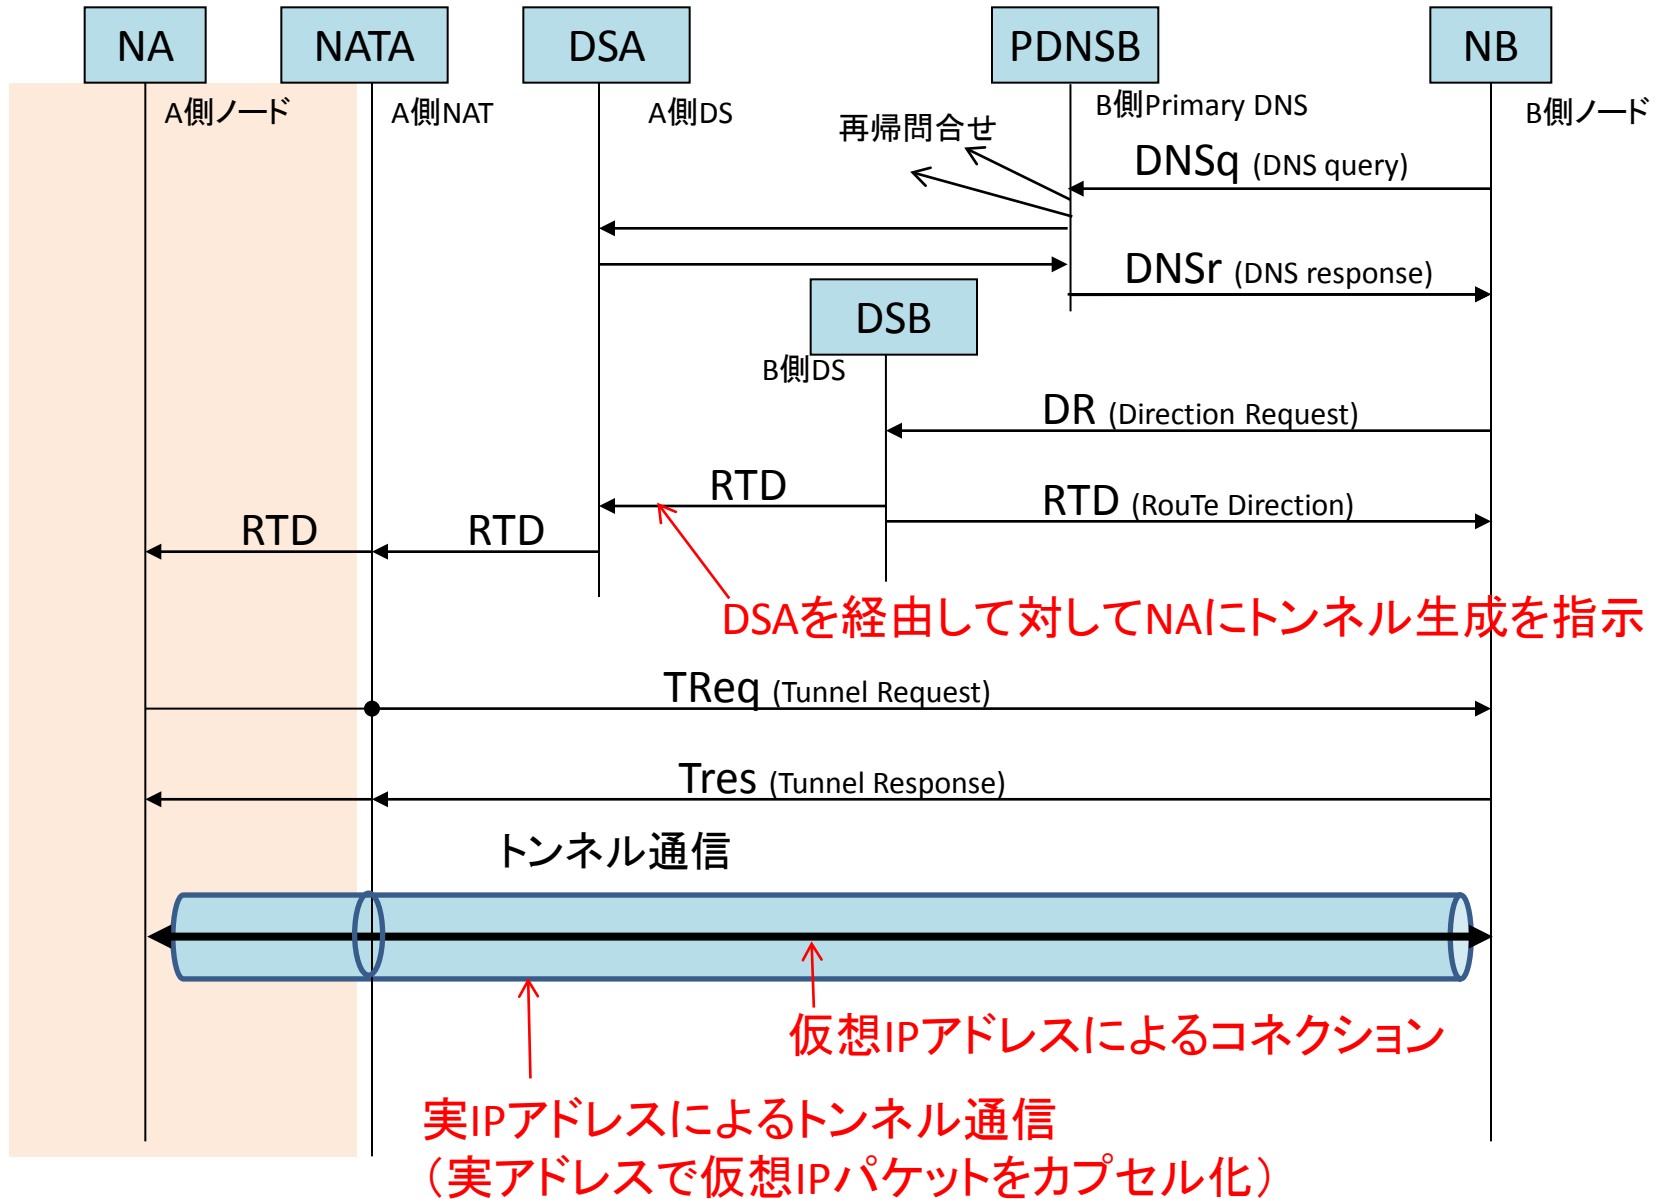 NA
NATA
DSA
PDNSB
NB
A側ノード
A側NAT
A側DS
B側Primary DNS
B側ノード
再帰問合せ
DNSq (DNS query)
DNSr (DNS response)
DSB
B側DS
DR (Direction Request)
RTD
RTD (RouTe Direction)
RTD
RTD
DSAを経由して対してNAにトンネル生成を指示
TReq (Tunnel Request)
Tres (Tunnel Response)
トンネル通信
仮想IPアドレスによるコネクション
実IPアドレスによるトンネル通信
（実アドレスで仮想IPパケットをカプセル化）